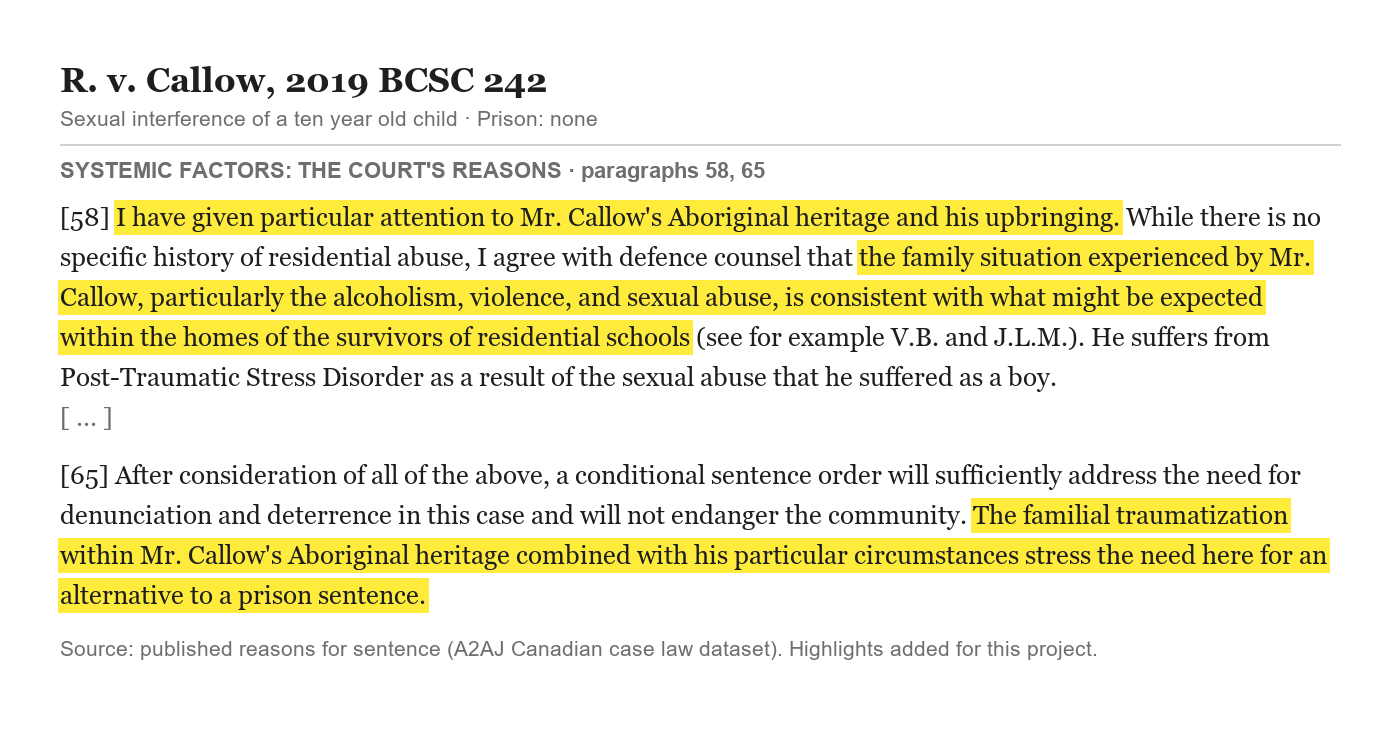 R. v. Callow, 2019 BCSC 242
Sexual interference of a ten year old child · Prison: none
SYSTEMIC FACTORS: THE COURT'S REASONS · paragraphs 58, 65
[58] I have given particular attention to Mr. Callow's Aboriginal heritage and his upbringing. While there is no
specific history of residential abuse, I agree with defence counsel that the family situation experienced by Mr.
Callow, particularly the alcoholism, violence, and sexual abuse, is consistent with what might be expected
within the homes of the survivors of residential schools (see for example V.B. and J.L.M.). He suffers from
Post-Traumatic Stress Disorder as a result of the sexual abuse that he suffered as a boy.
[ ... ]
[65] After consideration of all of the above, a conditional sentence order will sufficiently address the need for
denunciation and deterrence in this case and will not endanger the community. The familial traumatization
within Mr. Callow's Aboriginal heritage combined with his particular circumstances stress the need here for an
alternative to a prison sentence.
Source: published reasons for sentence (A2AJ Canadian case law dataset). Highlights added for this project.